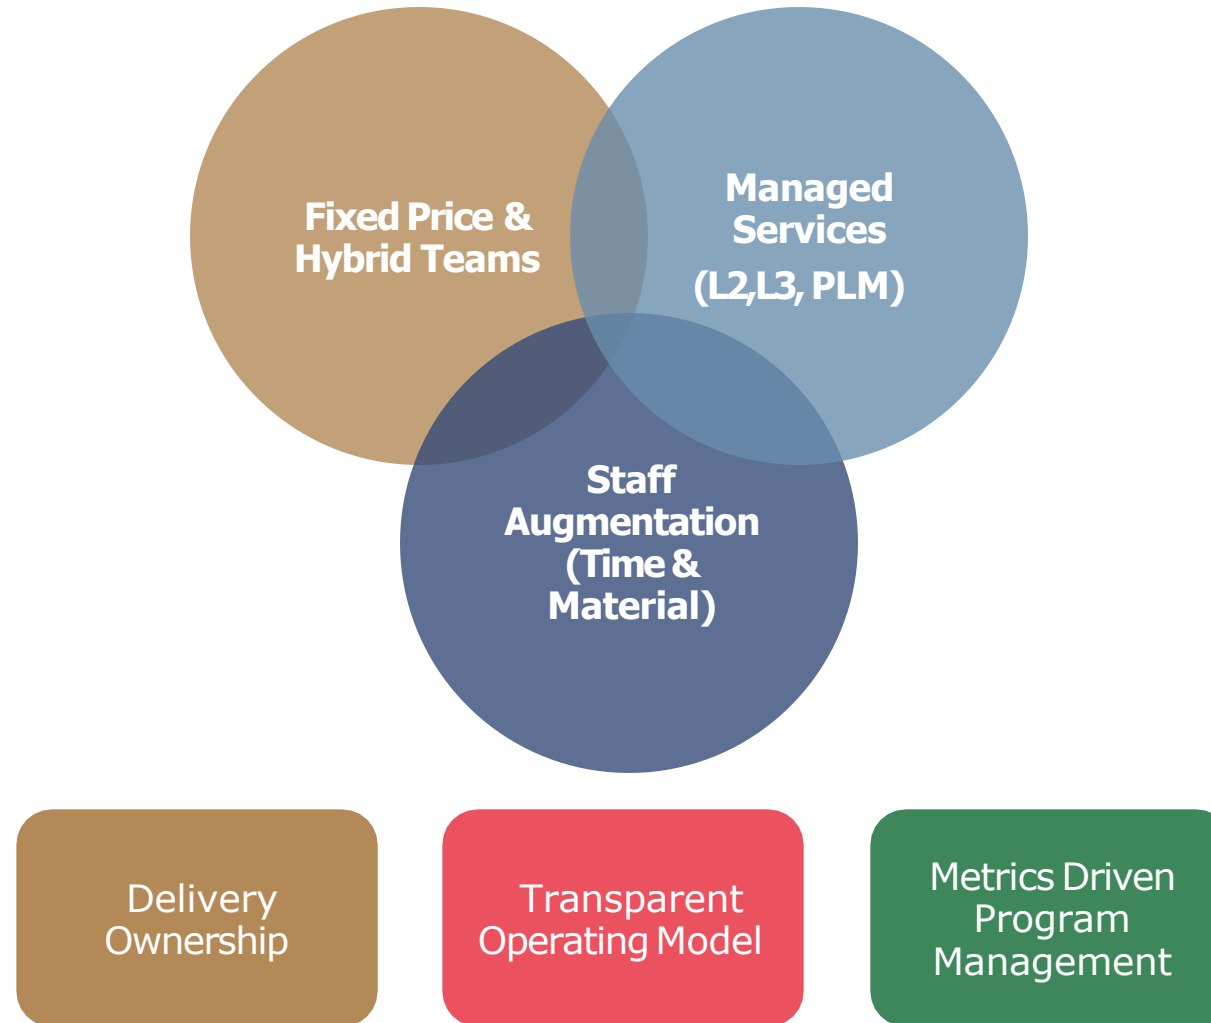 Fixed Price &
Hybrid Teams
Managed
Services
(L2,L3, PLM)
Staff
Augmentation
(Time &
Material)
Delivery
Ownership
Transparent
Operating Model
Metrics Driven
Program
Management